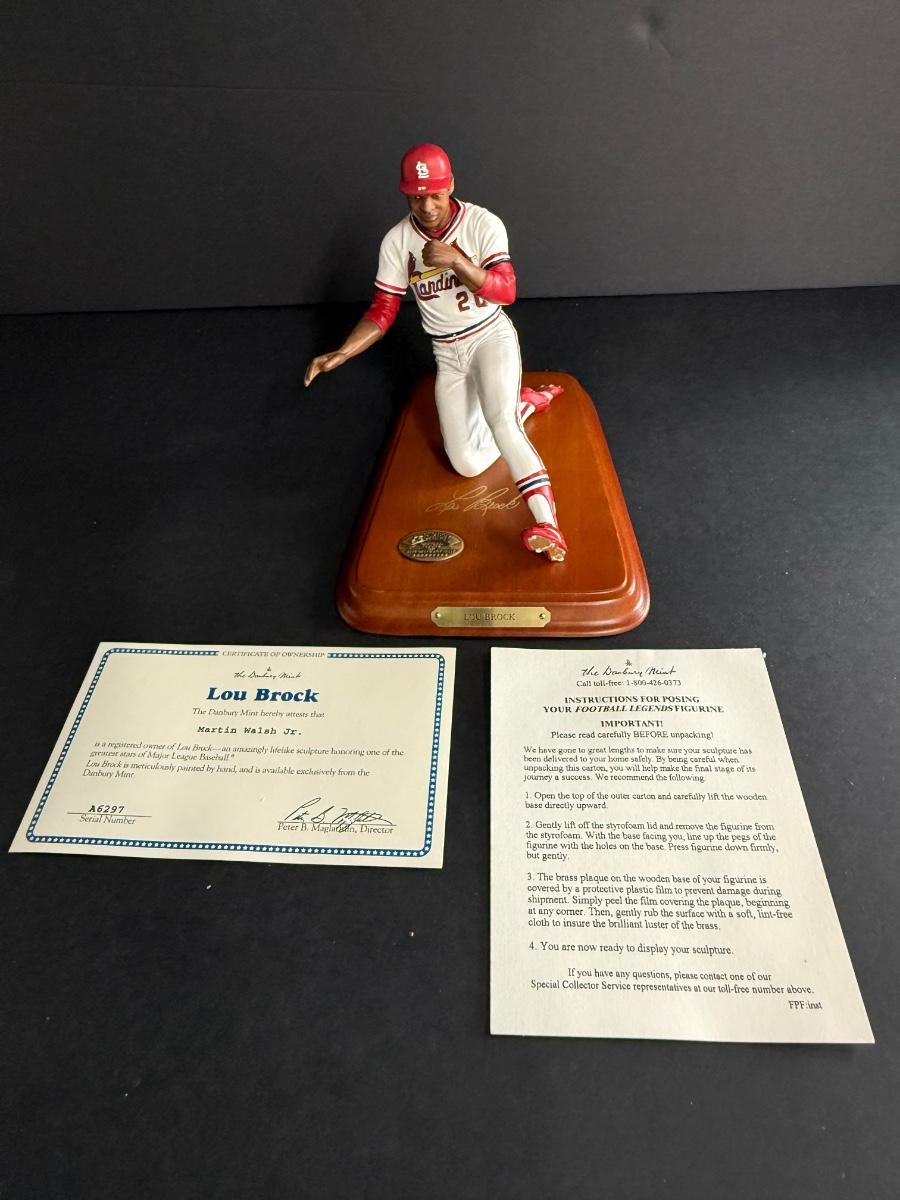 STL
Cardinals
20
Lou Brock
LOU BROCK
CERTIFICATE OF OWNERSHIP
the Danbury Mint
Lou Brock
The Danbury Mint hereby attests that
Martin Walsh Jr.
is a registered owner of Lou Brock—an amazingly lifelike sculpture honoring one of the
greatest stars of Major League Baseball.®
Lou Brock is meticulously painted by hand, and is available exclusively from the
Danbury Mint.
A6297
Serial Number
Peter B. Maglathlin, Director
the Danbury Mint
Call toll-free: 1-800-426-0373
INSTRUCTIONS FOR POSING
YOUR FOOTBALL LEGENDS FIGURINE
IMPORTANT!
Please read carefully BEFORE unpacking!
We have gone to great lengths to make sure your sculpture has
been delivered to your home safely. By being careful when
unpacking this carton, you will help make the final stage of its
journey a success. We recommend the following:
1. Open the top of the outer carton and carefully lift the wooden
base directly upward.
2. Gently lift off the styrofoam lid and remove the figurine from
the styrofoam. With the base facing you, line up the pegs of the
figurine with the holes on the base. Press figurine down firmly,
but gently.
3. The brass plaque on the wooden base of your figurine is
covered by a protective plastic film to prevent damage during
shipment. Simply peel the film covering the plaque, beginning
at any corner. Then, gently rub the surface with a soft, lint-free
cloth to insure the brilliant luster of the brass.
4. You are now ready to display your sculpture.
If you have any questions, please contact one of our
Special Collector Service representatives at our toll-free number above.
FPF:inst